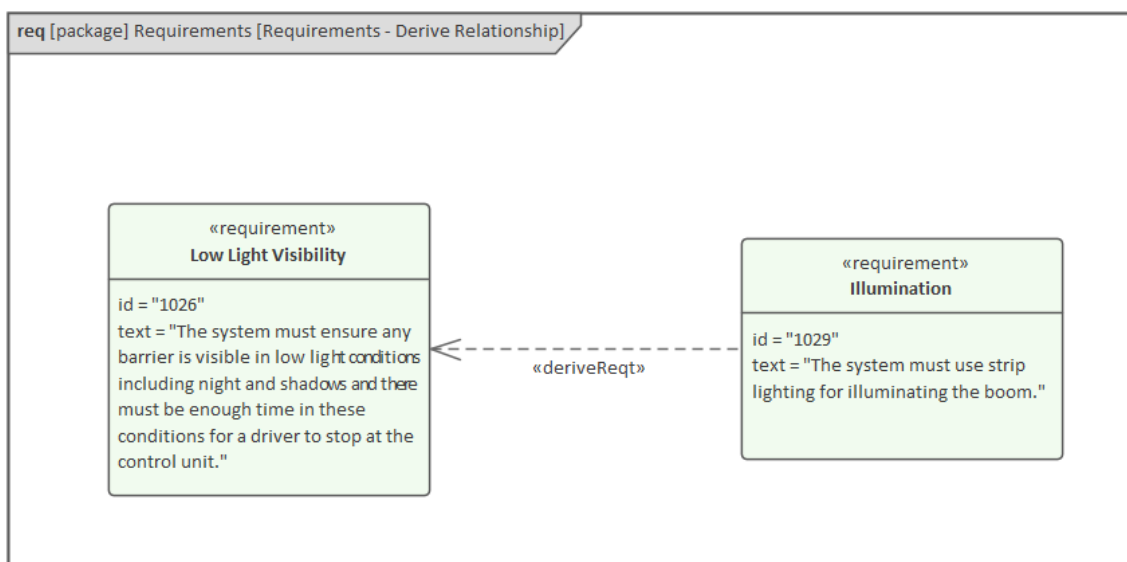 req [package] Requirements [Requirements - Derive Relationship]
«requirement»
Low Light Visibility
id = "1026"
text = "The system must ensure any
barrier is visible in low light conditions
including night and shadows and there
must be enough time in these
conditions for a driver to stop at the
control unit."
«deriveReqt»
«requirement»
Illumination
id = "1029"
text = "The system must use strip
lighting for illuminating the boom."